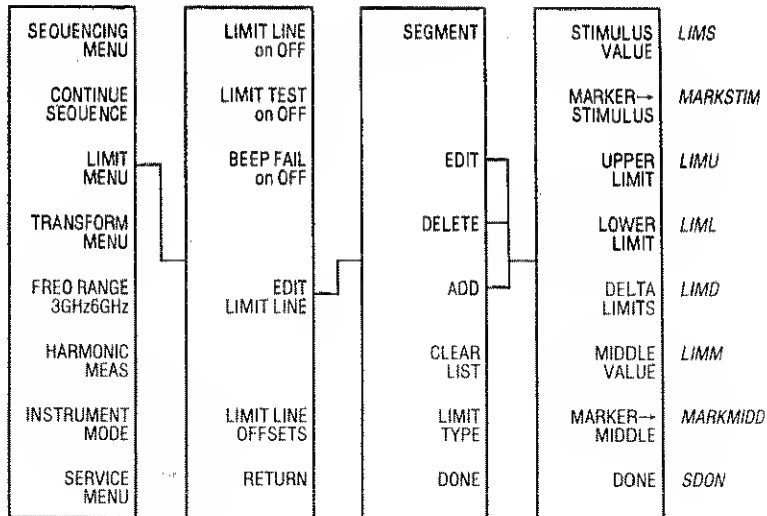 SEQUENCING
MENU
CONTINUE
SEQUENCE
LIMIT
MENU
TRANSFORM
MENU
FREQ RANGE
3GHz6GHz
HARMONIC
MEAS
INSTRUMENT
MODE
SERVICE
MENU
LIMIT LINE
on OFF
LIMIT TEST
on OFF
BEEP FAIL
on OFF
EDIT
LIMIT LINE
LIMIT LINE
OFFSETS
RETURN
SEGMENT
EDIT
DELETE
ADD
CLEAR
LIST
LIMIT
TYPE
DONE
STIMULUS
VALUE
LIMS
MARKER→
STIMULUS
MARKSTIM
UPPER
LIMIT
LIMU
LOWER
LIMIT
LIML
DELTA
LIMITS
LIMD
MIDDLE
VALUE
LIMM
MARKER→
MIDDLE
MARKMIDD
DONE
SDON